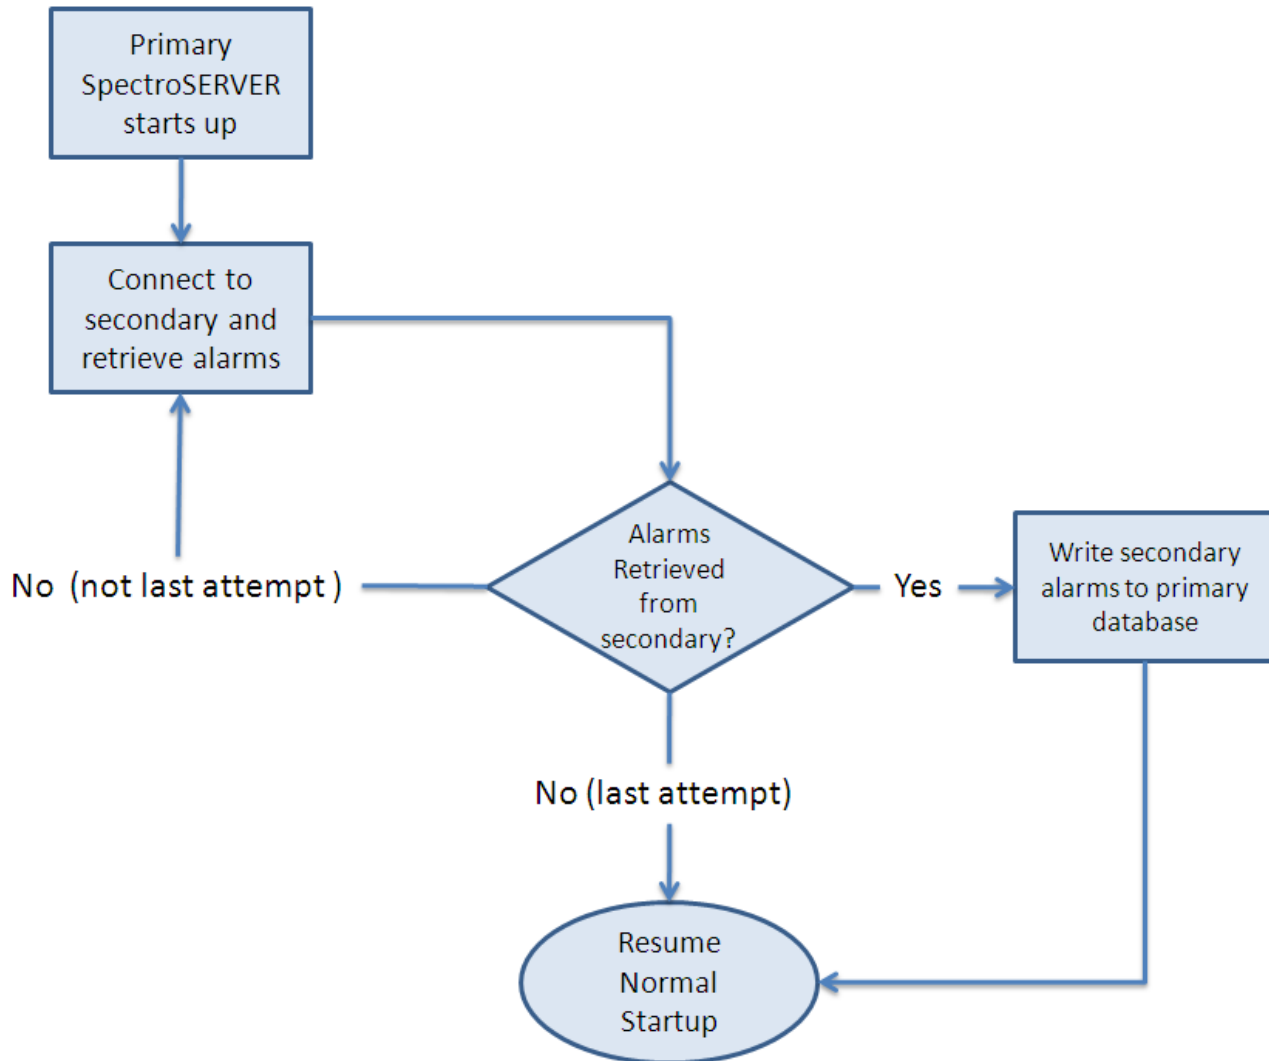 Primary
SpectroSERVER
starts up
Connect to
secondary and
retrieve alarms
Alarms
Retrieved
from
secondary?
No (not last attempt )
Yes
Write secondary
alarms to primary
database
No (last attempt)
Resume
Normal
Startup